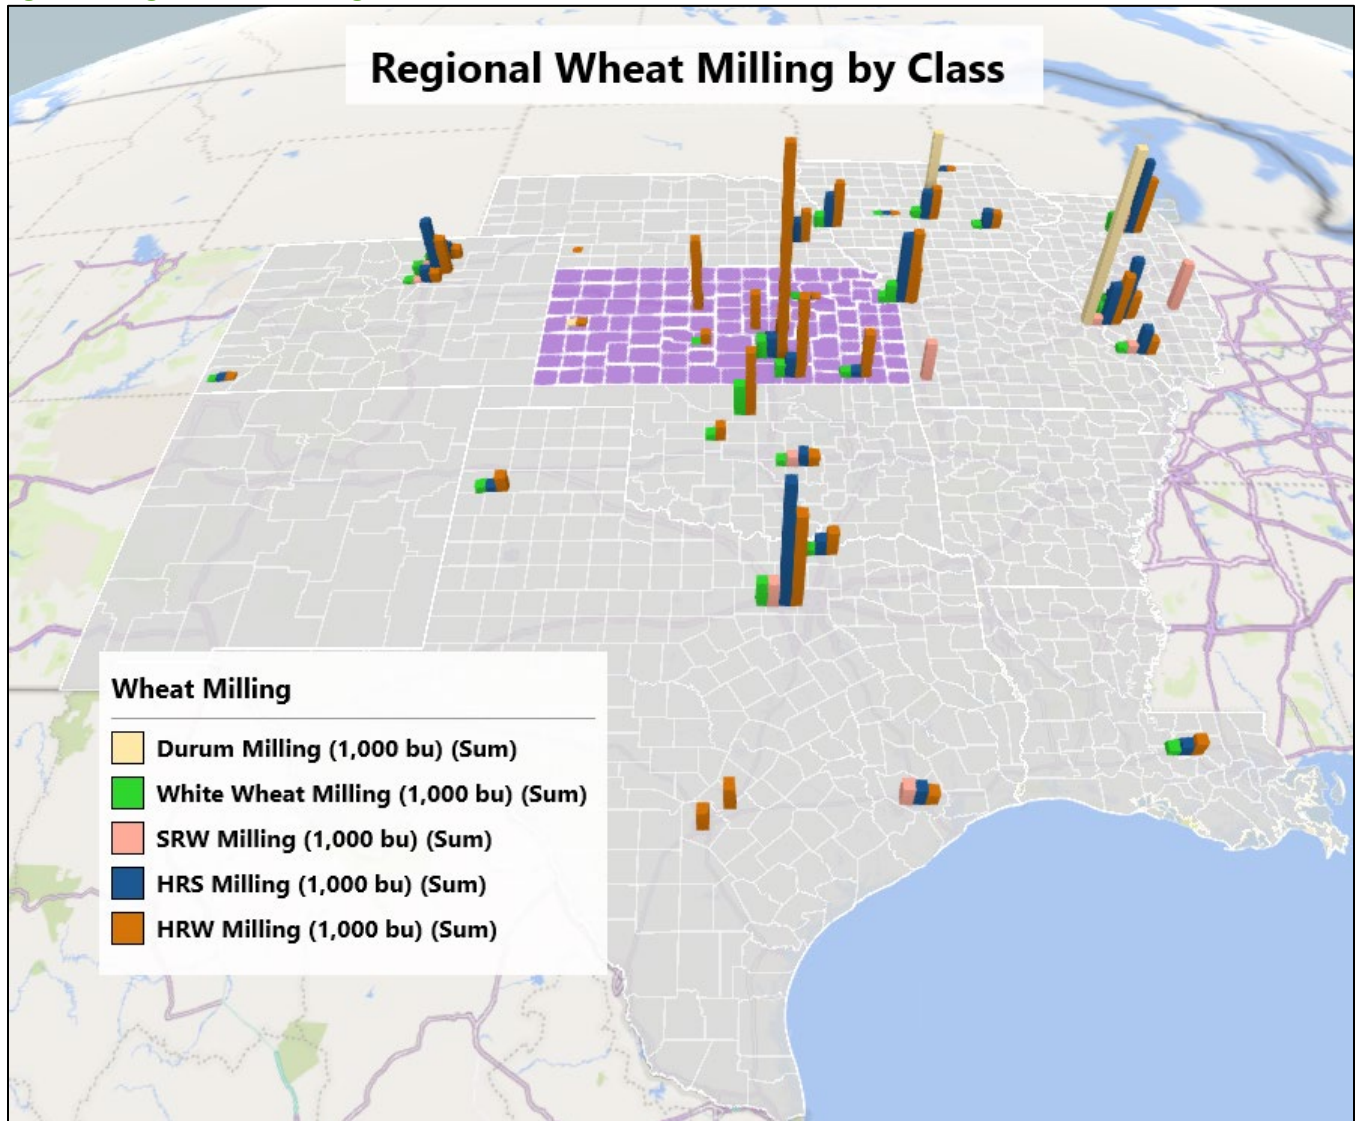 Regional Wheat Milling by Class
Wheat Milling
Durum Milling (1,000 bu) (Sum)
White Wheat Milling (1,000 bu) (Sum)
SRW Milling (1,000 bu) (Sum)
HRS Milling (1,000 bu) (Sum)
HRW Milling (1,000 bu) (Sum)